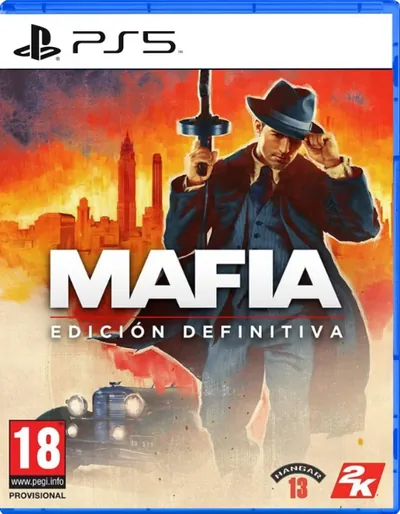 PS5
MAFIA
EDICIÓN DEFINITIVA
18
www.pegi.info
PROVISIONAL
HANGAR
13
2K